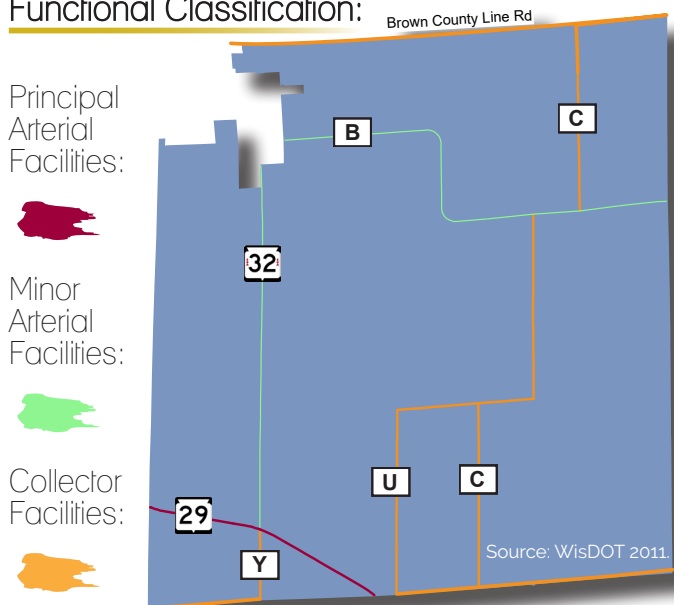 Functional Classification:
Brown County Line Rd
Principal
Arterial
Facilities:
B
C
32
Minor
Arterial
Facilities:
Collector
Facilities:
U
C
29
Y
Source: WisDOT 2011.